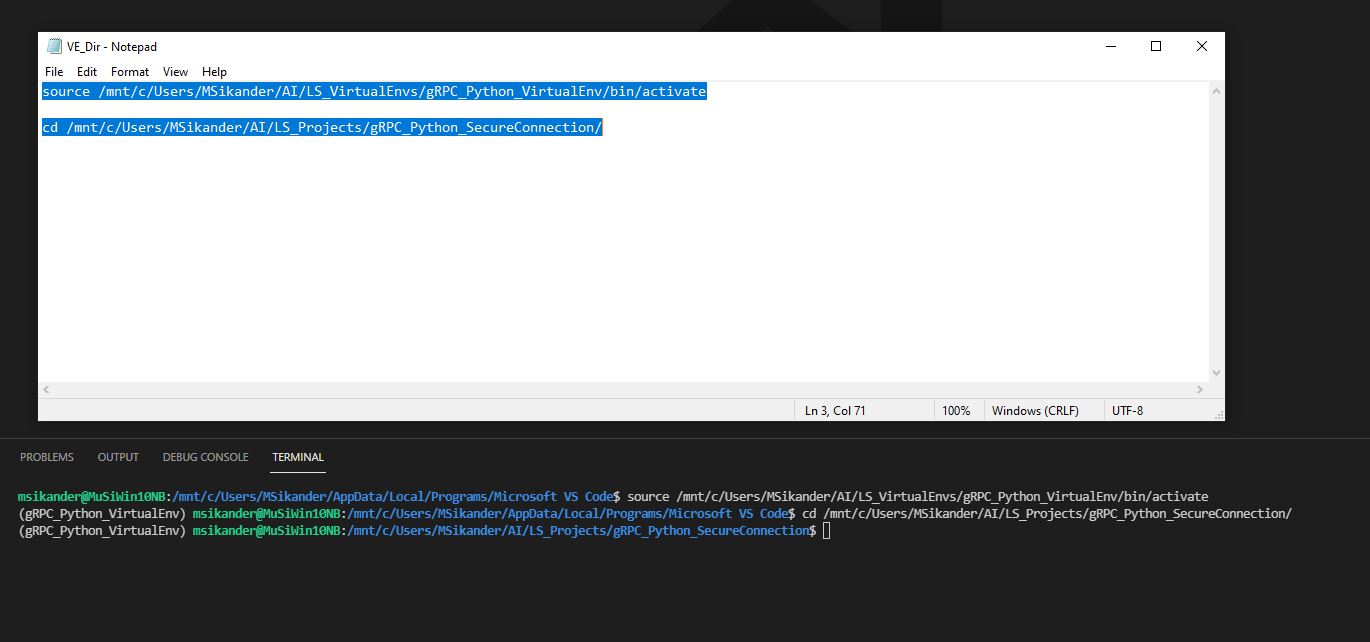 VE_Dir - Notepad
File Edit Format View Help
source /mnt/c/Users/MSikander/AI/LS_VirtualEnvs/gRPC_Python_VirtualEnv/bin/activate
cd /mnt/c/Users/MSikander/AI/LS_Projects/gRPC_Python_SecureConnection/
Ln 3, Col 71 100% Windows (CRLF) UTF-8
PROBLEMS OUTPUT DEBUG CONSOLE TERMINAL
msikander@MuSiWin10NB:/mnt/c/Users/MSikander/AppData/Local/Programs/Microsoft VS Code$ source /mnt/c/Users/MSikander/AI/LS_VirtualEnvs/gRPC_Python_VirtualEnv/bin/activate
(gRPC_Python_VirtualEnv) msikander@MuSiWin10NB:/mnt/c/Users/MSikander/AppData/Local/Programs/Microsoft VS Code$ cd /mnt/c/Users/MSikander/AI/LS_Projects/gRPC_Python_SecureConnection/
(gRPC_Python_VirtualEnv) msikander@MuSiWin10NB:/mnt/c/Users/MSikander/AI/LS_Projects/gRPC_Python_SecureConnection$